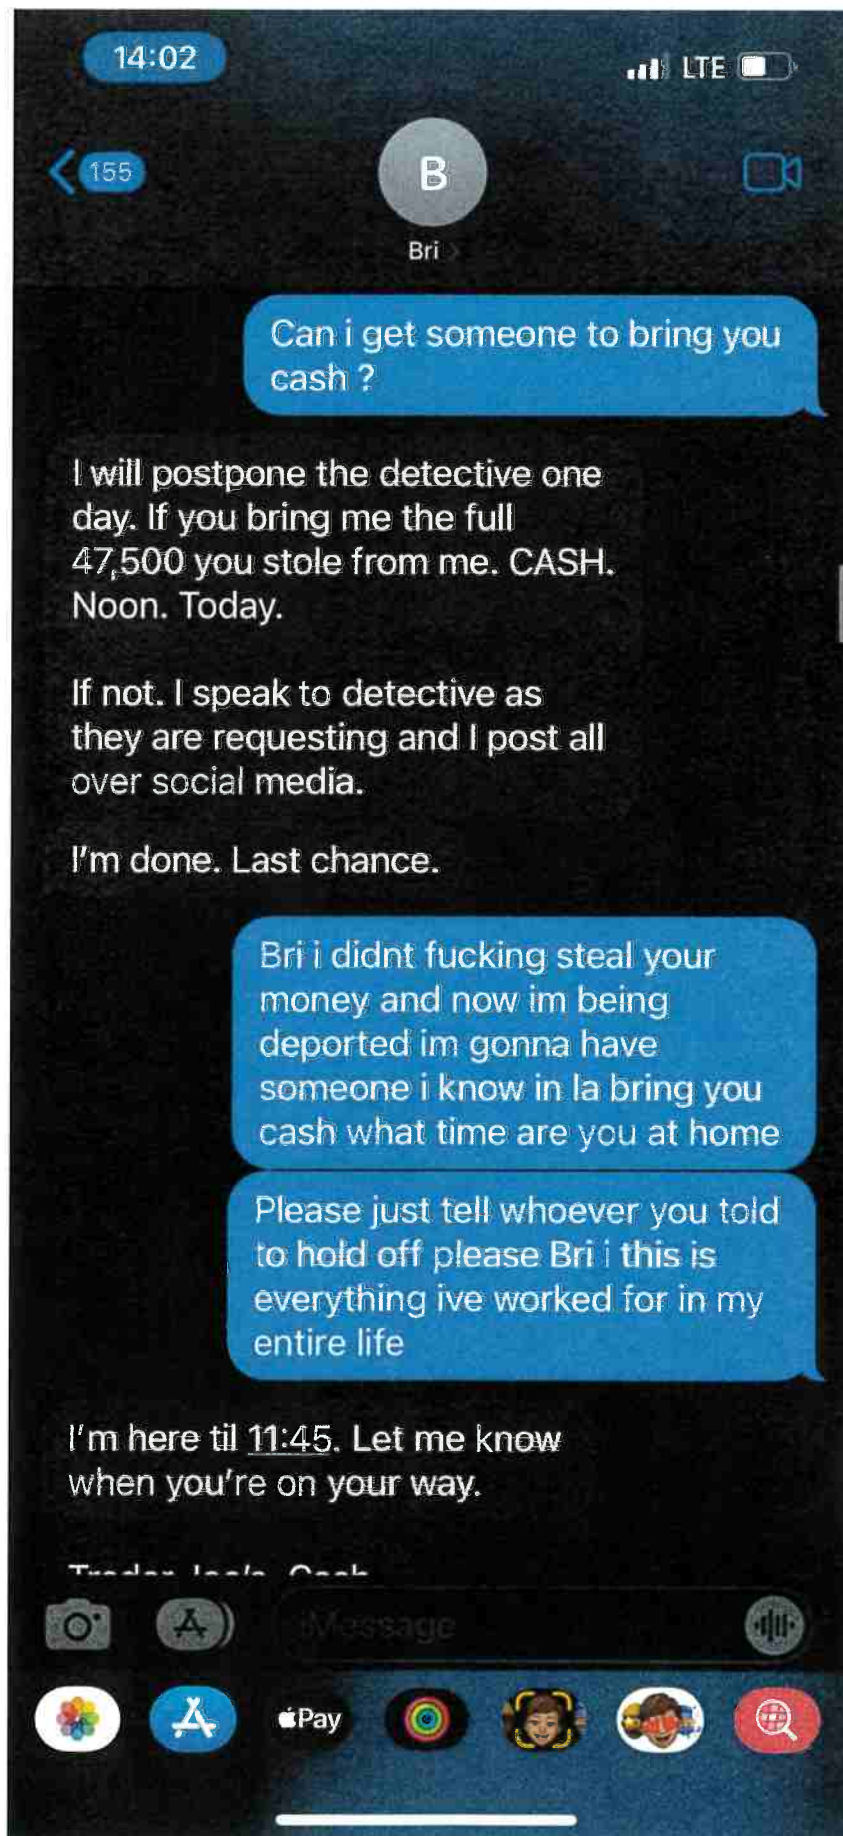 14:02
LTE
155
B
Bri
Can i get someone to bring you
cash ?
I will postpone the detective one
day. If you bring me the full
47,500 you stole from me. CASH.
Noon. Today.
If not. I speak to detective as
they are requesting and I post all
over social media.
I'm done. Last chance.
Bri i didnt fucking steal your
money and now im being
deported im gonna have
someone i know in la bring you
cash what time are you at home
Please just tell whoever you told
to hold off please Bri i this is
everything ive worked for in my
entire life
I'm here til 11:45. Let me know
when you're on your way.
Trader Joe's. Cash
iMessage
Pay